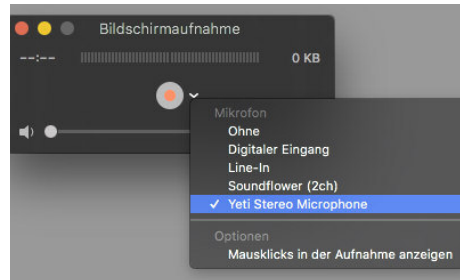 Bildschirmaufnahme
--:--
0 KB
Mikrofon
Ohne
Digitaler Eingang
Line-In
Soundflower (2ch)
✓ Yeti Stereo Microphone
Optionen
Mausklicks in der Aufnahme anzeigen